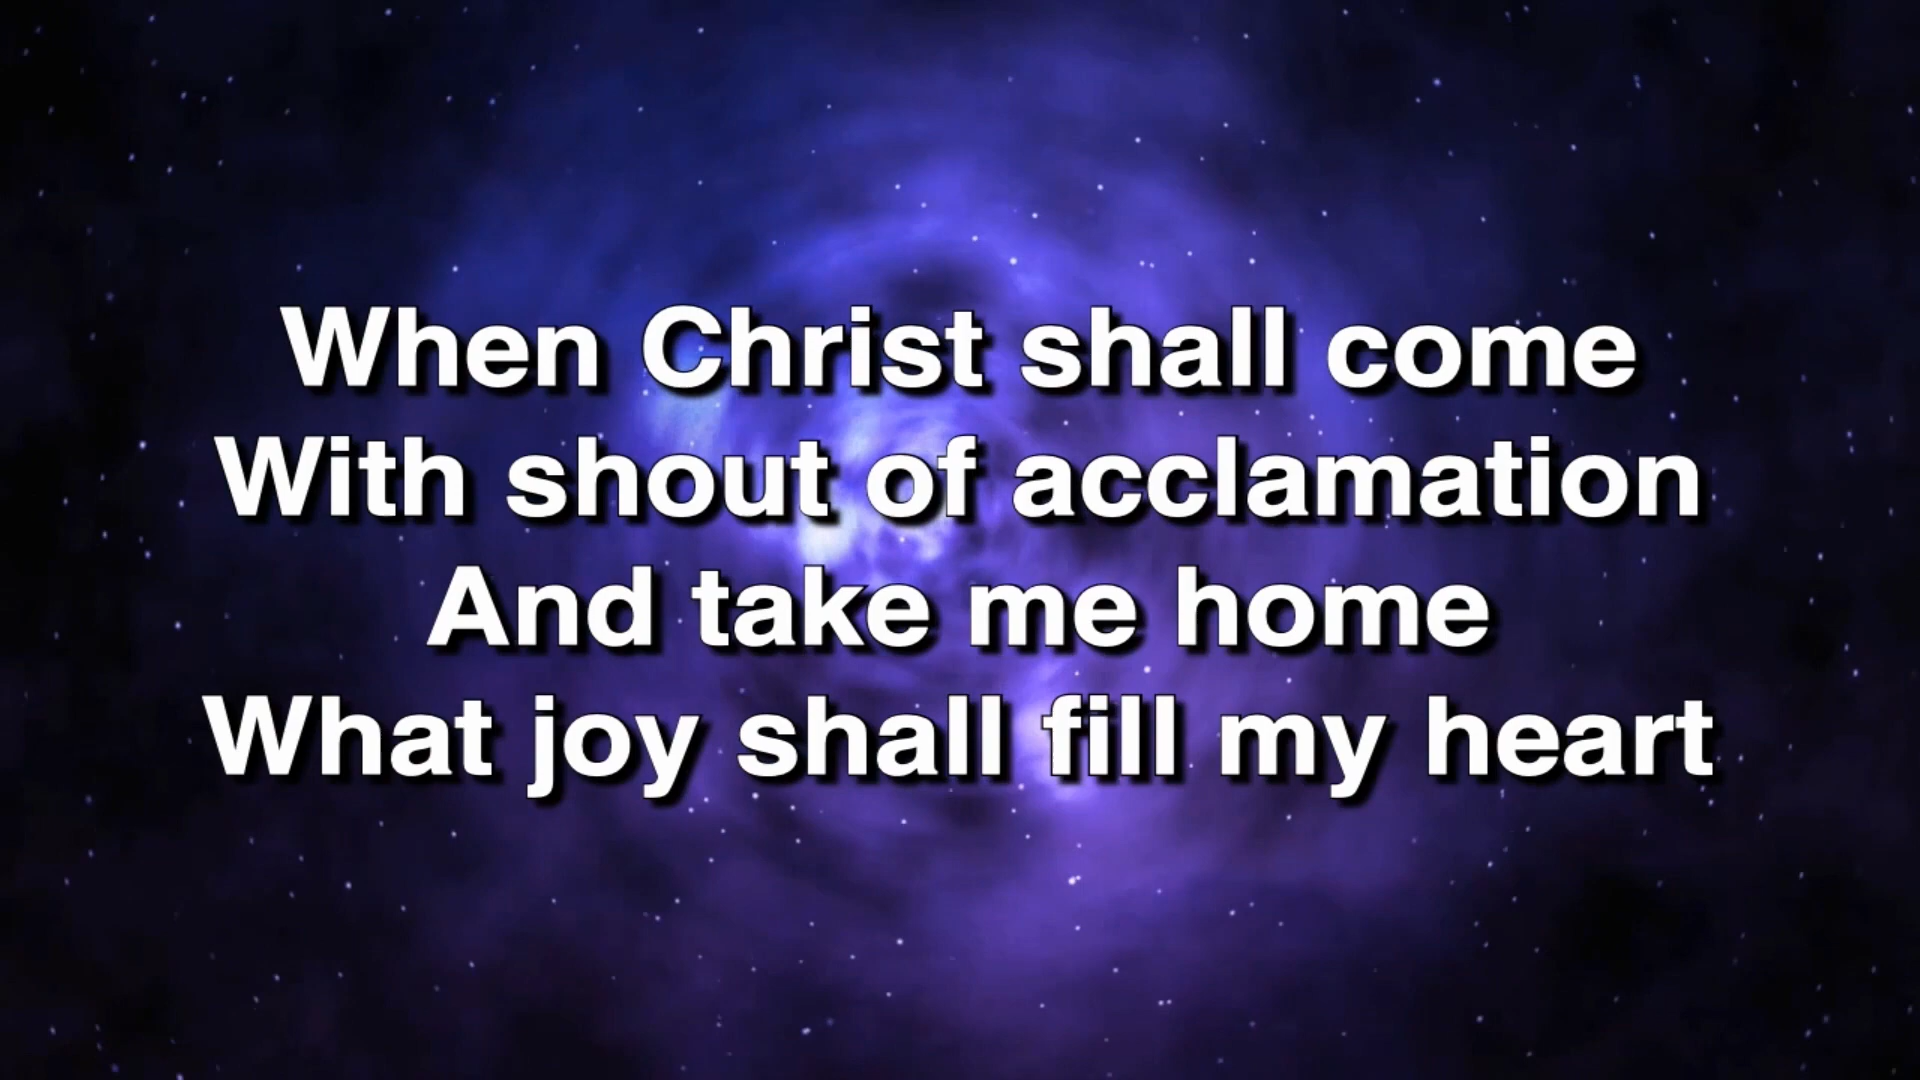 When Christ shall come
With shout of acclamation
And take me home
What joy shall fill my heart